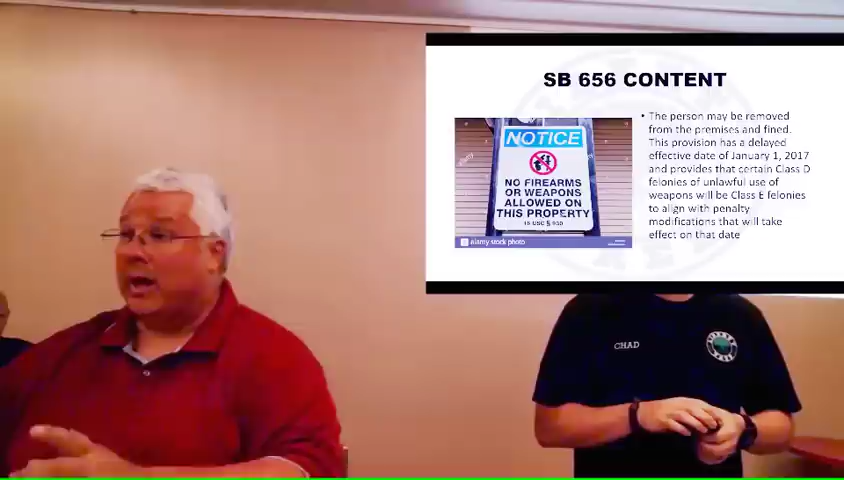 SB 656 CONTENT
• The person may be removed
from the premises and fined.
This provision has a delayed
effective date of January 1, 2017
and provides that certain Class D
felonies of unlawful use of
weapons will be Class E felonies
to align with penalty
modifications that will take
effect on that date
NOTICE
NO FIREARMS
OR WEAPONS
ALLOWED ON
THIS PROPERTY
18 USC § 930
alamy stock photo
CHAD